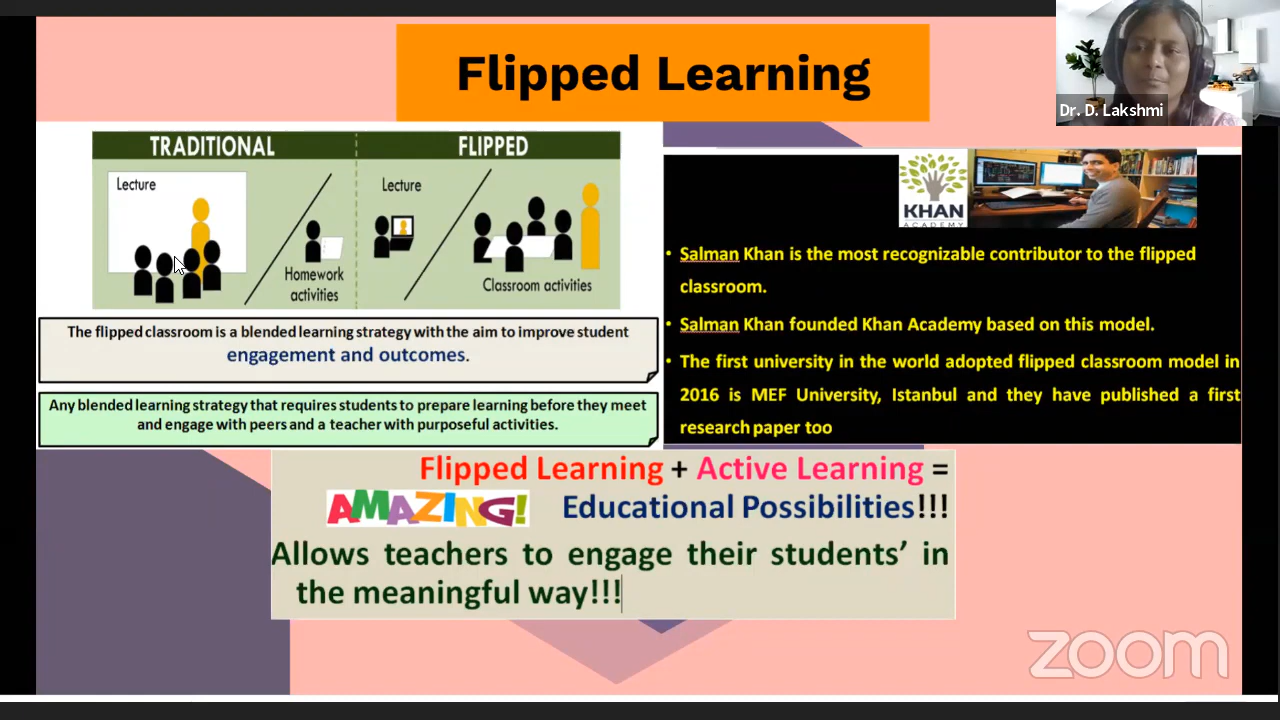 Flipped Learning
Dr. D. Lakshmi
TRADITIONAL
FLIPPED
Lecture
Lecture
Homework
activities
Classroom activities
KHAN
ACADEMY
The flipped classroom is a blended learning strategy with the aim to improve student
engagement and outcomes.
Any blended learning strategy that requires students to prepare learning before they meet
and engage with peers and a teacher with purposeful activities.
• Salman Khan is the most recognizable contributor to the flipped
classroom.
• Salman Khan founded Khan Academy based on this model.
• The first university in the world adopted flipped classroom model in
2016 is MEF University, Istanbul and they have published a first
research paper too
Flipped Learning + Active Learning =
AMAZING! Educational Possibilities!!!
Allows teachers to engage their students’ in
the meaningful way!!!
zoom